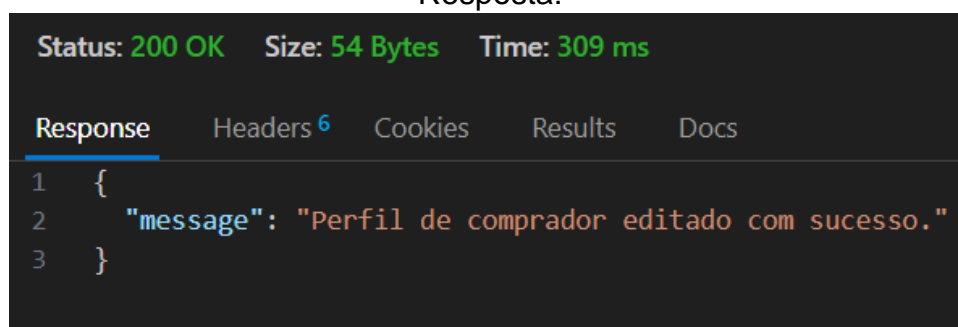 Resposta:
Status: 200 OK Size: 54 Bytes Time: 309 ms
Response Headers 6 Cookies Results Docs
1 {
2 "message": "Perfil de comprador editado com sucesso."
3 }